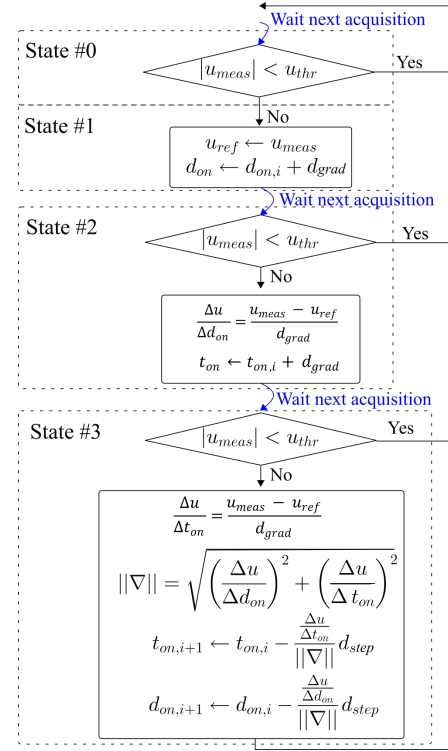 Wait next acquisition
State #0
|u_meas| < u_thr
Yes
No
State #1
u_ref ← u_meas
d_on ← d_on,i + d_grad
Wait next acquisition
State #2
|u_meas| < u_thr
Yes
No
Δu/Δd_on = (u_meas − u_ref)/d_grad
t_on ← t_on,i + d_grad
Wait next acquisition
State #3
|u_meas| < u_thr
Yes
No
Δu/Δt_on = (u_meas − u_ref)/d_grad
||∇|| = √((Δu/Δd_on)² + (Δu/Δt_on)²)
t_on,i+1 ← t_on,i − (Δu/Δt_on)/||∇|| d_step
d_on,i+1 ← d_on,i − (Δu/Δd_on)/||∇|| d_step